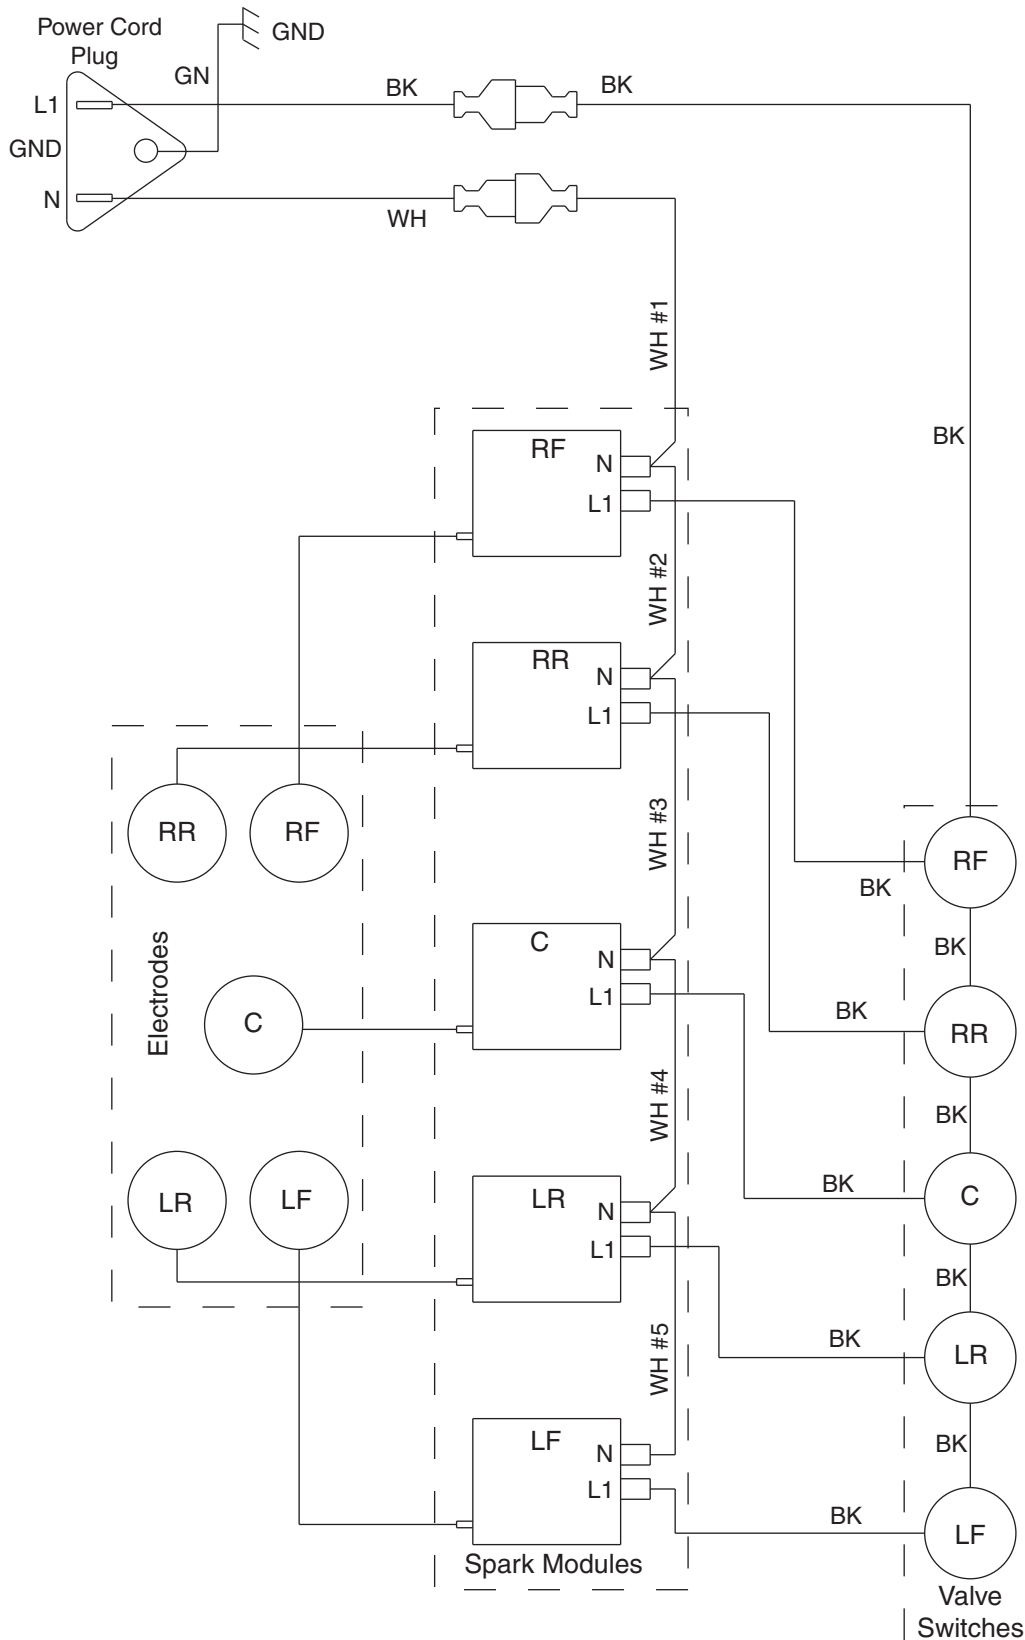 Power Cord
Plug
GND
GN
L1
BK
BK
GND
N
WH
WH #1
BK
RF
N
L1
WH #2
RR
N
L1
WH #3
RR
RF
RF
BK
BK
C
N
L1
Electrodes
C
BK
RR
WH #4
BK
LR
LF
LR
N
L1
BK
C
BK
WH #5
BK
LR
LF
N
L1
BK
BK
LF
Spark Modules
Valve
Switches